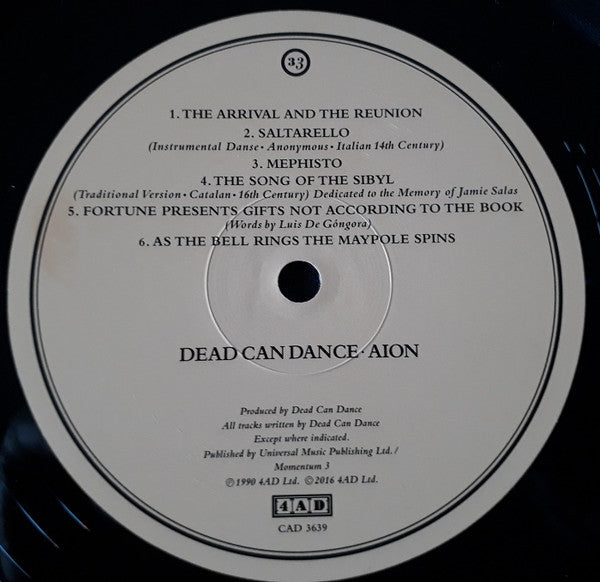 33
1. THE ARRIVAL AND THE REUNION
2. SALTARELLO
(Instrumental Danse • Anonymous • Italian 14th Century)
3. MEPHISTO
4. THE SONG OF THE SIBYL
(Traditional Version • Catalan • 16th Century) Dedicated to the Memory of Jamie Salas
5. FORTUNE PRESENTS GIFTS NOT ACCORDING TO THE BOOK
(Words by Luis De Góngora)
6. AS THE BELL RINGS THE MAYPOLE SPINS
DEAD CAN DANCE · AION
Produced by Dead Can Dance
All tracks written by Dead Can Dance
Except where indicated.
Published by Universal Music Publishing Ltd. /
Momentum 3
℗ 1990 4AD Ltd. © 2016 4AD Ltd.
4AD
CAD 3639